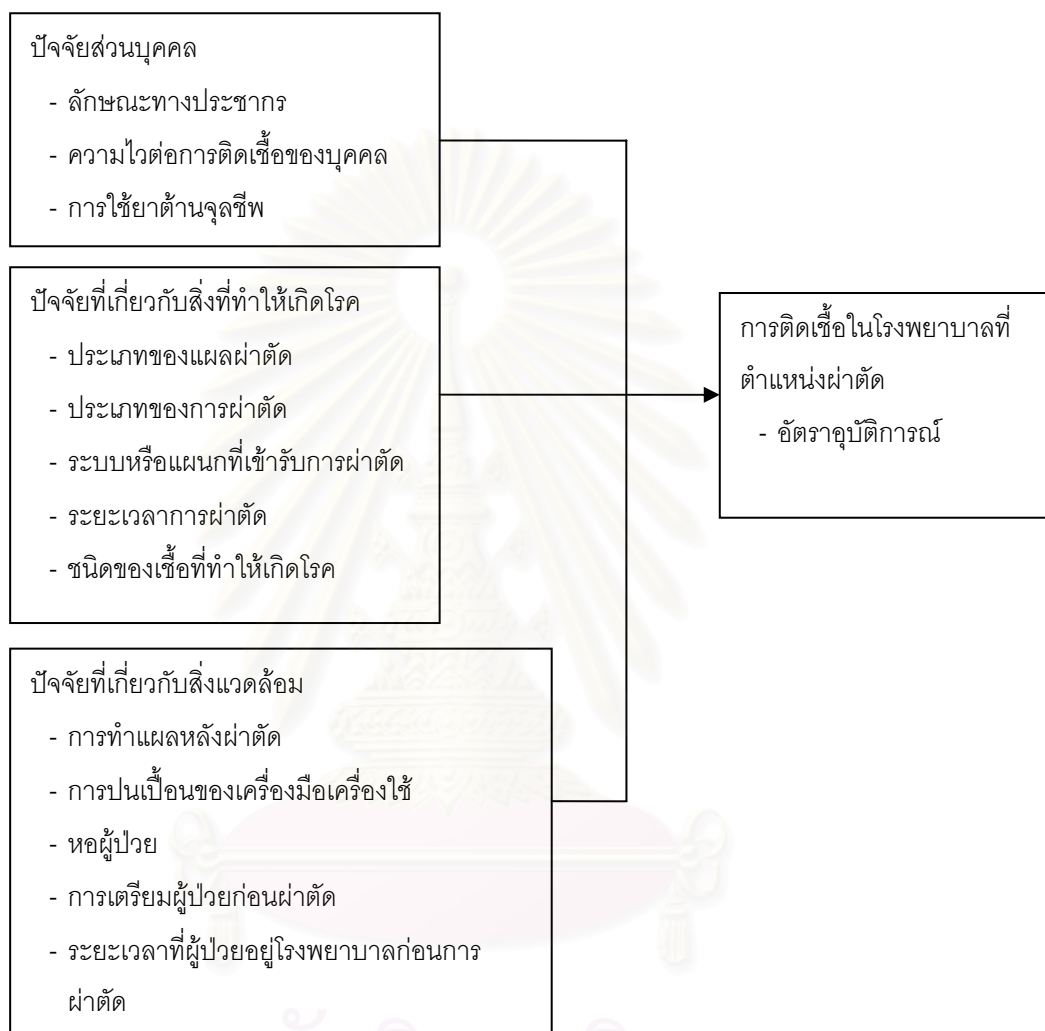 ปัจจัยส่วนบุคคล
- ลักษณะทางประชากร
- ความไวต่อการติดเชื้อของบุคคล
- การใช้ยาต้านจุลชีพ
ปัจจัยที่เกี่ยวกับสิ่งที่ทำให้เกิดโรค
- ประเภทของแผลผ่าตัด
- ประเภทของการผ่าตัด
- ระบบหรือแผนกที่เข้ารับการผ่าตัด
- ระยะเวลาการผ่าตัด
- ชนิดของเชื้อที่ทำให้เกิดโรค
การติดเชื้อในโรงพยาบาลที่
ตำแหน่งผ่าตัด
- อัตราอุบัติการณ์
ปัจจัยที่เกี่ยวกับสิ่งแวดล้อม
- การทำแผลหลังผ่าตัด
- การปนเปื้อนของเครื่องมือเครื่องใช้
- หอผู้ป่วย
- การเตรียมผู้ป่วยก่อนผ่าตัด
- ระยะเวลาที่ผู้ป่วยอยู่โรงพยาบาลก่อนการ
ผ่าตัด